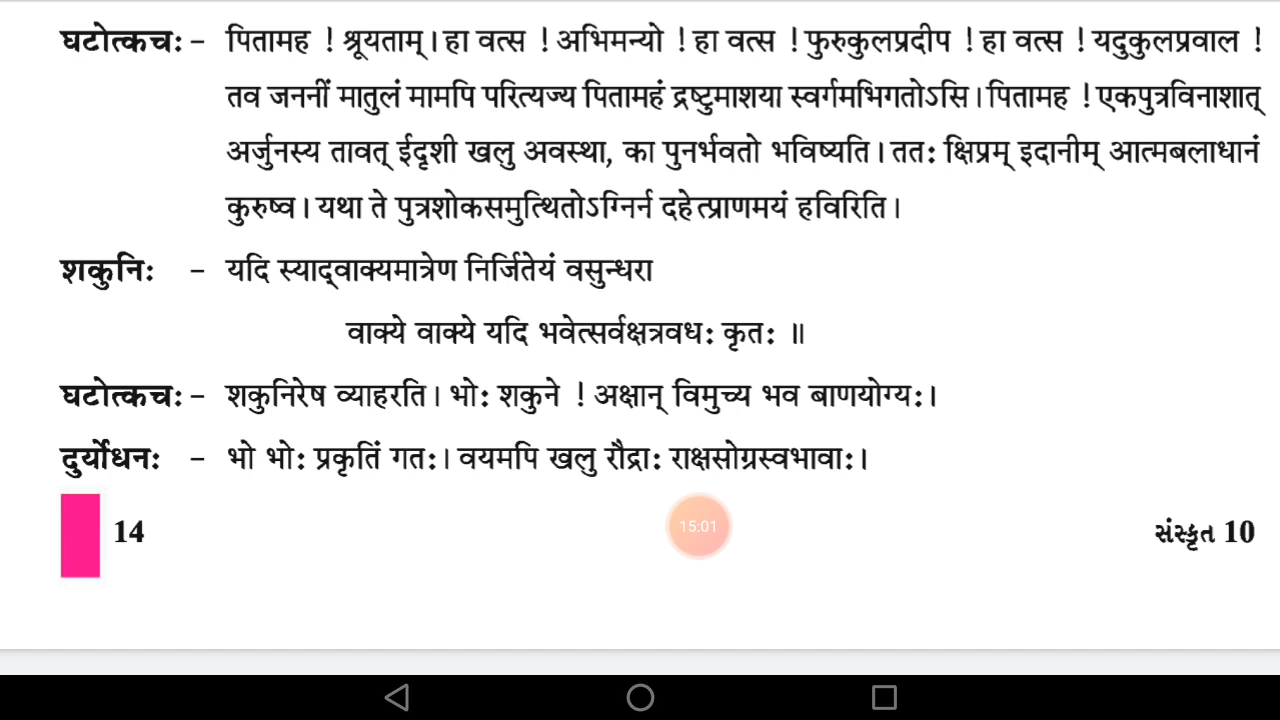 घटोत्कचः – पितामह ! श्रूयताम् । हा वत्स ! अभिमन्यो ! हा वत्स ! फुरुकुलप्रदीप ! हा वत्स ! यदुकुलप्रवाल !
तव जननीं मातुलं मामपि परित्यज्य पितामहं द्रष्टुमाशया स्वर्गमभिगतोऽसि । पितामह ! एकपुत्रविनाशात्
अर्जुनस्य तावत् ईदृशी खलु अवस्था, का पुनर्भवतो भविष्यति । ततः क्षिप्रम् इदानीम् आत्मबलाधानं
कुरुष्व । यथा ते पुत्रशोकसमुत्थितोऽग्निर्न दहेत्प्राणमयं हविरिति ।
शकुनिः – यदि स्याद्वाक्यमात्रेण निर्जितेयं वसुन्धरा
वाक्ये वाक्ये यदि भवेत्सर्वक्षत्रवधः कृतः ॥
घटोत्कचः – शकुनिरेष व्याहरति । भोः शकुने ! अक्षान् विमुच्य भव बाणयोग्यः ।
दुर्योधनः – भो भोः प्रकृतिं गतः । वयमपि खलु रौद्राः राक्षसोग्रस्वभावाः ।
14 15:01 સંસ્કૃત 10